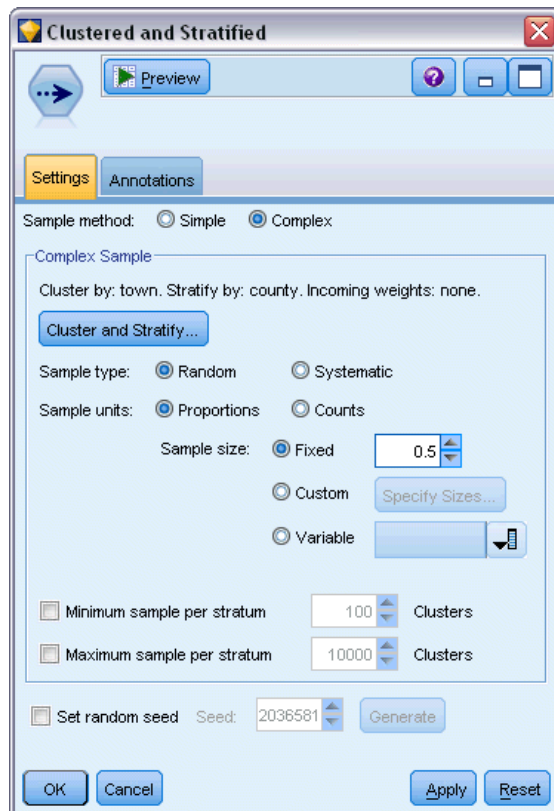 Clustered and Stratified
Preview
Settings Annotations
Sample method: Simple Complex
Complex Sample
Cluster by: town. Stratify by: county. Incoming weights: none.
Cluster and Stratify...
Sample type: Random Systematic
Sample units: Proportions Counts
Sample size: Fixed 0.5
Custom Specify Sizes...
Variable
Minimum sample per stratum 100 Clusters
Maximum sample per stratum 10000 Clusters
Set random seed Seed: 2036581 Generate
OK Cancel Apply Reset